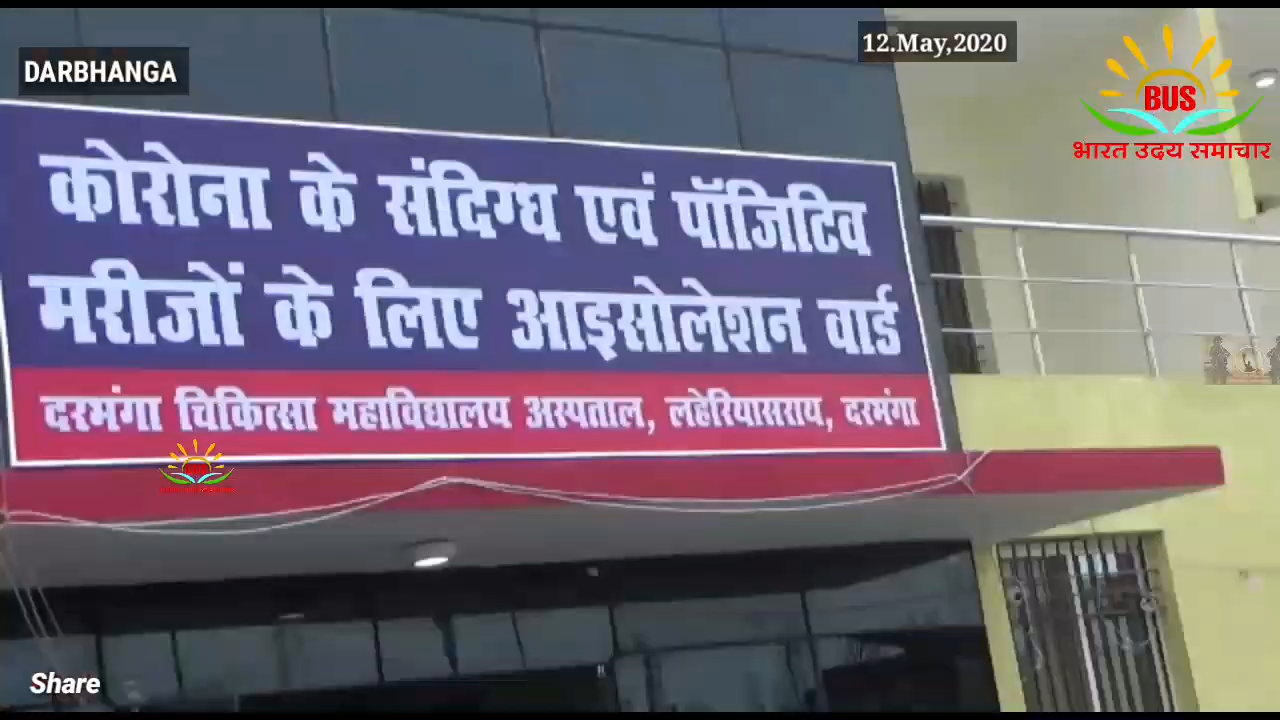 DARBHANGA
12.May,2020
BUS
भारत उदय समाचार
कोरोना के संदिग्ध एवं पॉजिटिव
मरीजों के लिए आइसोलेशन वार्ड
दरभंगा चिकित्सा महाविद्यालय अस्पताल, लहेरियासराय, दरभंगा
BUS
Share